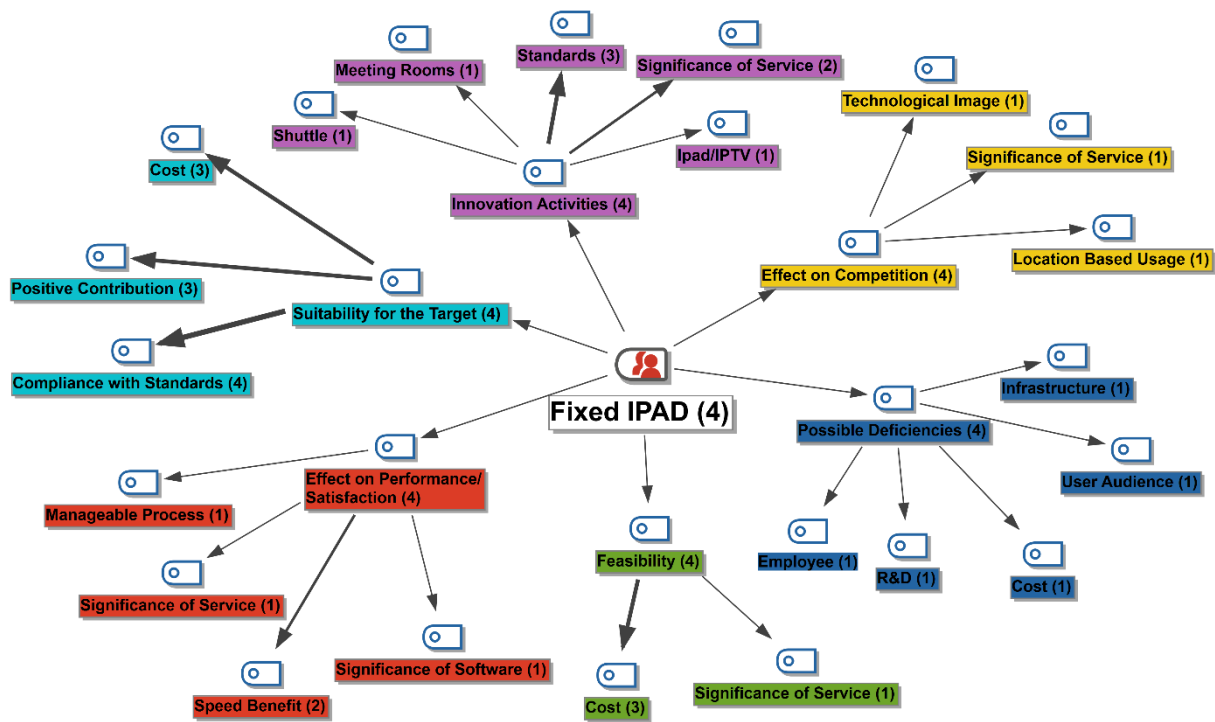 Standards (3)
Significance of Service (2)
Meeting Rooms (1)
Technological Image (1)
Shuttle (1)
Ipad/IPTV (1)
Significance of Service (1)
Cost (3)
Innovation Activities (4)
Location Based Usage (1)
Effect on Competition (4)
Positive Contribution (3)
Suitability for the Target (4)
Compliance with Standards (4)
Infrastructure (1)
Fixed IPAD (4)
Possible Deficiencies (4)
Effect on Performance/
Satisfaction (4)
User Audience (1)
Manageable Process (1)
Feasibility (4)
Employee (1)
R&D (1)
Cost (1)
Significance of Service (1)
Significance of Software (1)
Significance of Service (1)
Speed Benefit (2)
Cost (3)